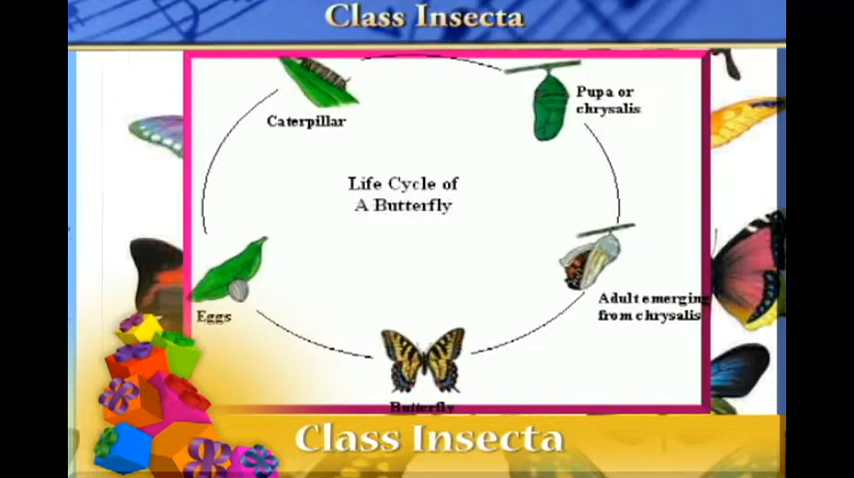 Class Insecta
Caterpillar
Pupa or
chrysalis
Life Cycle of
A Butterfly
Eggs
Adult emerging
from chrysalis
Butterfly
Class Insecta